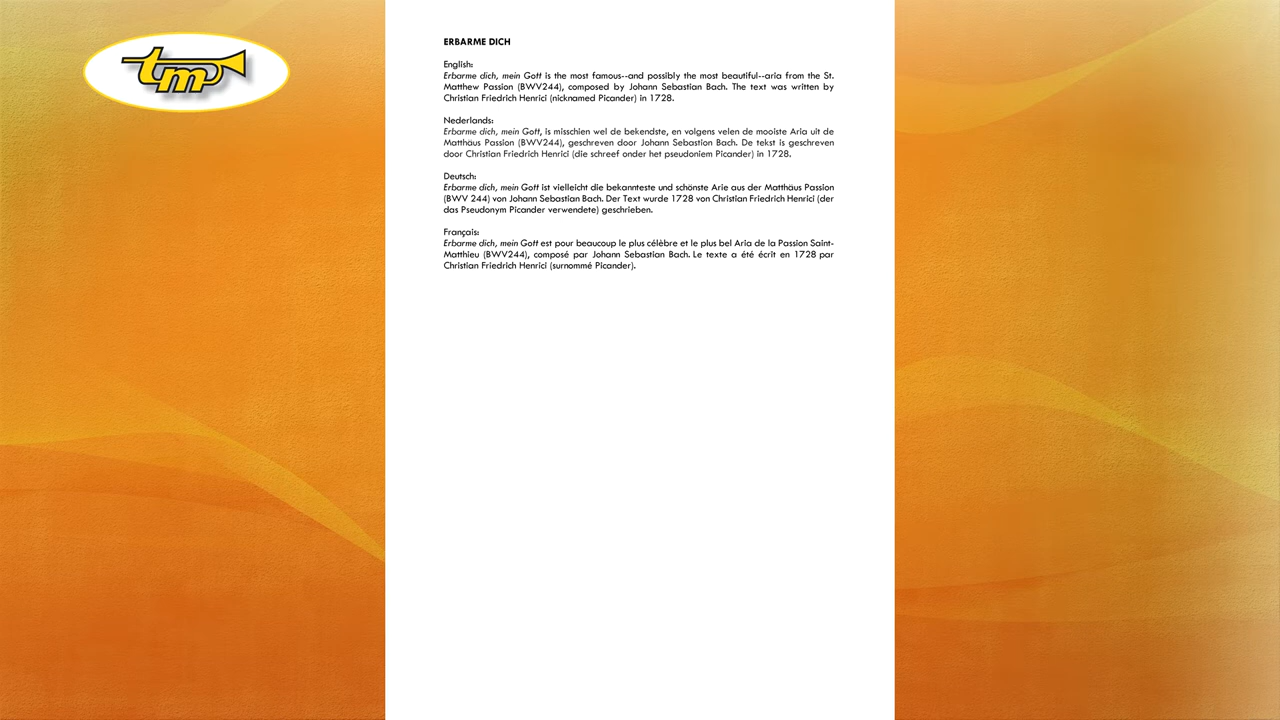 tm
ERBARME DICH
English:
Erbarme dich, mein Gott is the most famous--and possibly the most beautiful--aria from the St.
Matthew Passion (BWV244), composed by Johann Sebastian Bach. The text was written by
Christian Friedrich Henrici (nicknamed Picander) in 1728.
Nederlands:
Erbarme dich, mein Gott, is misschien wel de bekendste, en volgens velen de mooiste Aria uit de
Matthäus Passion (BWV244), geschreven door Johann Sebastion Bach. De tekst is geschreven
door Christian Friedrich Henrici (die schreef onder het pseudoniem Picander) in 1728.
Deutsch:
Erbarme dich, mein Gott ist vielleicht die bekannteste und schönste Arie aus der Matthäus Passion
(BWV 244) von Johann Sebastian Bach. Der Text wurde 1728 von Christian Friedrich Henrici (der
das Pseudonym Picander verwendete) geschrieben.
Français:
Erbarme dich, mein Gott est pour beaucoup le plus célèbre et le plus bel Aria de la Passion Saint-
Matthieu (BWV244), composé par Johann Sebastian Bach. Le texte a été écrit en 1728 par
Christian Friedrich Henrici (surnommé Picander).